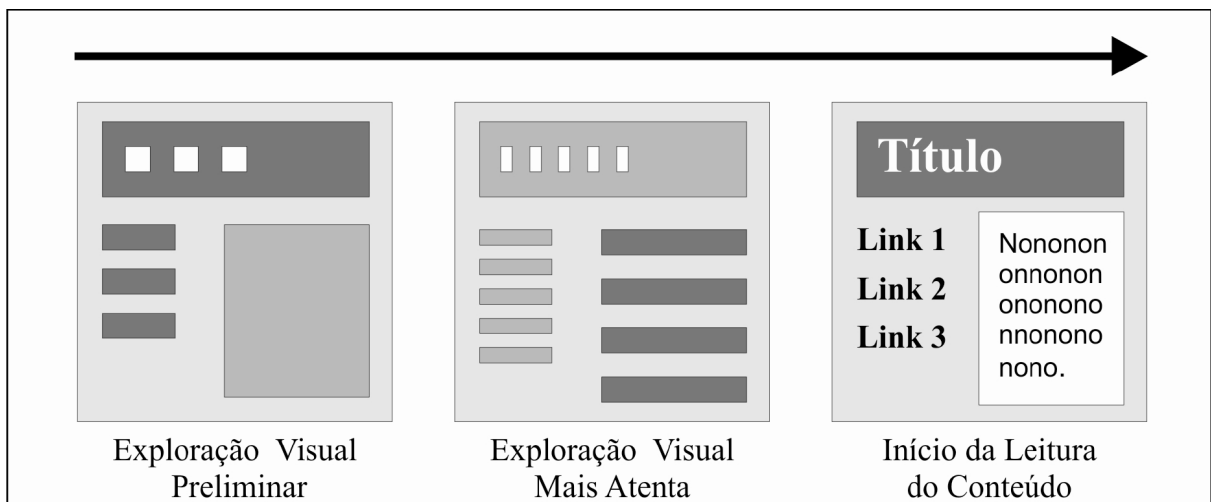 Título
Link 1
Link 2
Link 3
Nononon
onnonon
ononono
nnonono
nono.
Exploração Visual
Preliminar
Exploração Visual
Mais Atenta
Início da Leitura
do Conteúdo